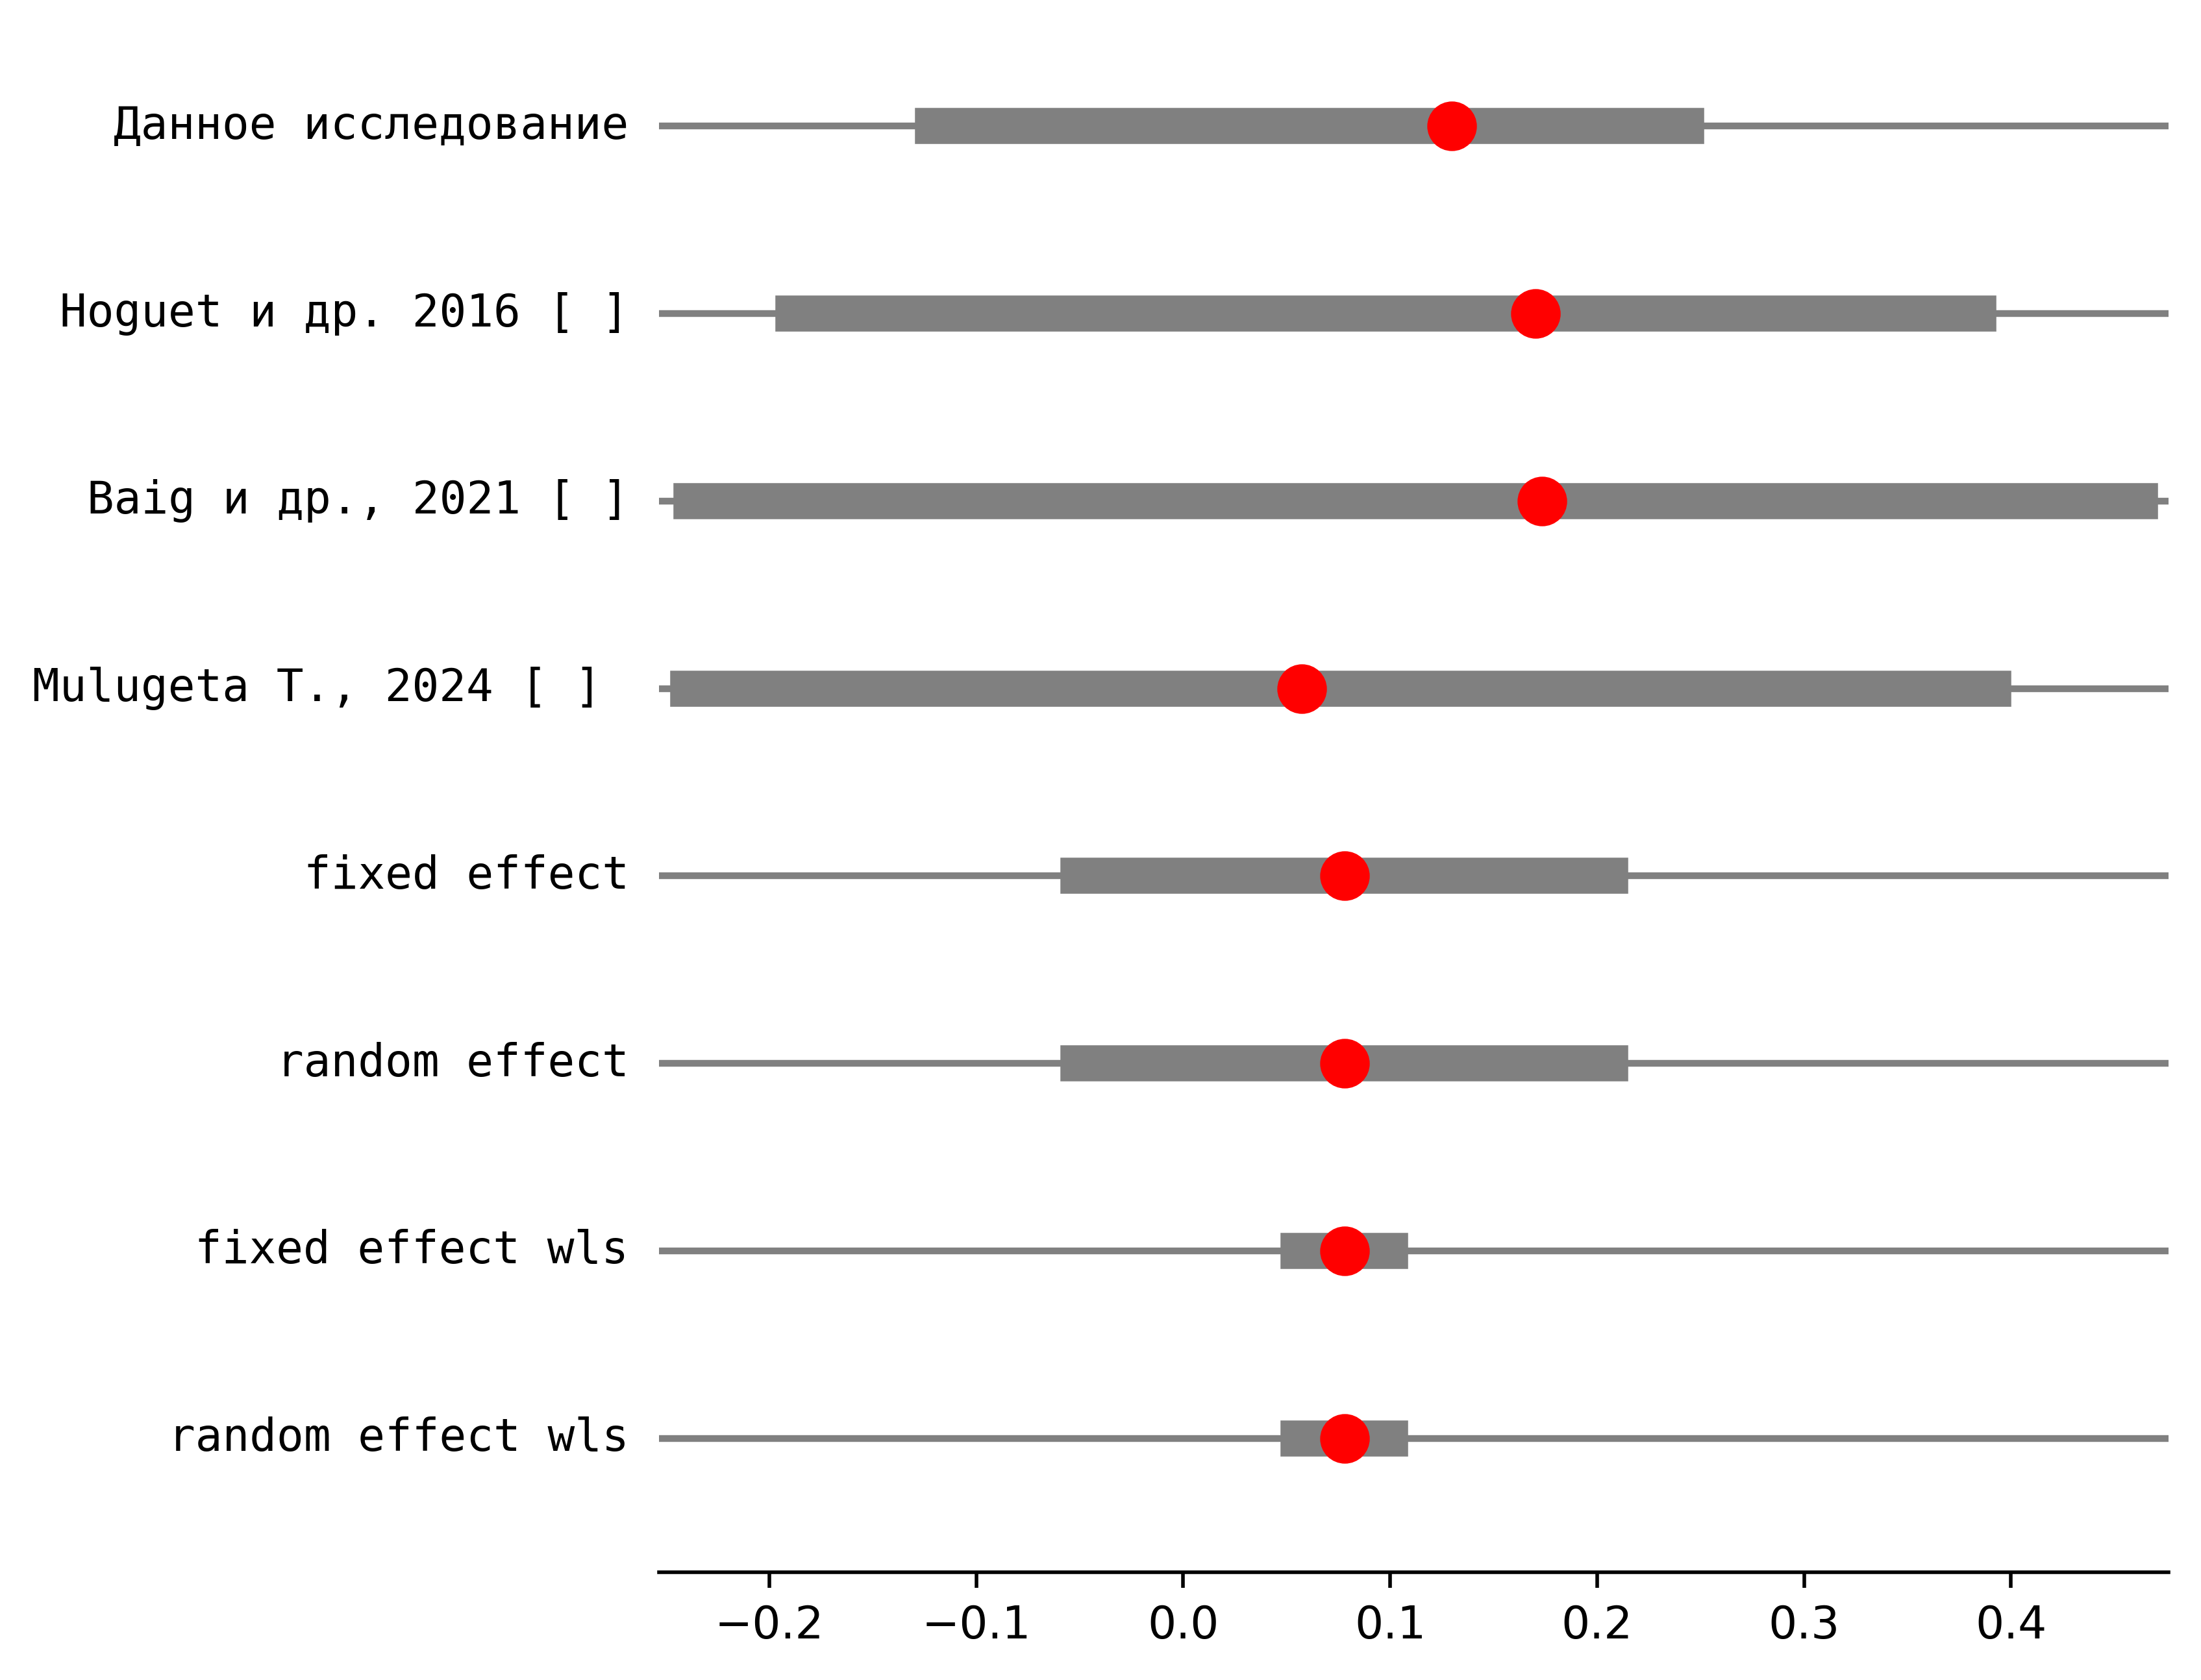 Данное исследование
Hoguet и др. 2016 [ ]
Baig и др., 2021 [ ]
Mulugeta T., 2024 [ ]
fixed effect
random effect
fixed effect wls
random effect wls
−0.2 −0.1 0.0 0.1 0.2 0.3 0.4